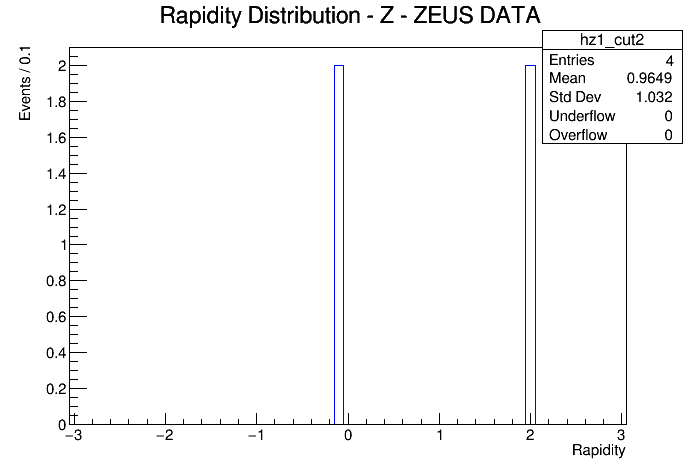 Rapidity Distribution - Z - ZEUS DATA
hz1_cut2
Entries 4
Mean 0.9649
Std Dev 1.032
Underflow 0
Overflow 0
Events / 0.1
2
1.8
1.6
1.4
1.2
1
0.8
0.6
0.4
0.2
0
−3 −2 −1 0 1 2 3
Rapidity